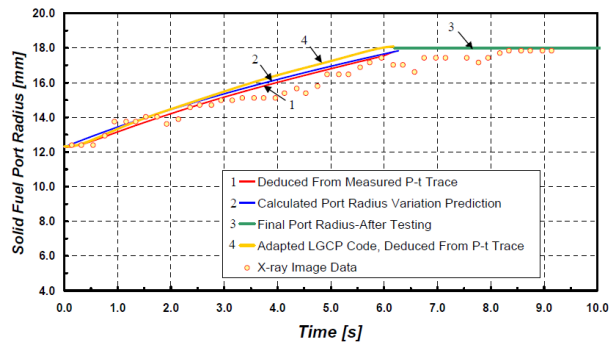 Solid Fuel Port Radius [mm]
20.0
18.0
16.0
14.0
12.0
10.0
8.0
6.0
4.0
3
4
2
1
1 Deduced From Measured P-t Trace
2 Calculated Port Radius Variation Prediction
3 Final Port Radius-After Testing
4 Adapted LGCP Code, Deduced From P-t Trace
X-ray Image Data
0.0 1.0 2.0 3.0 4.0 5.0 6.0 7.0 8.0 9.0 10.0
Time [s]